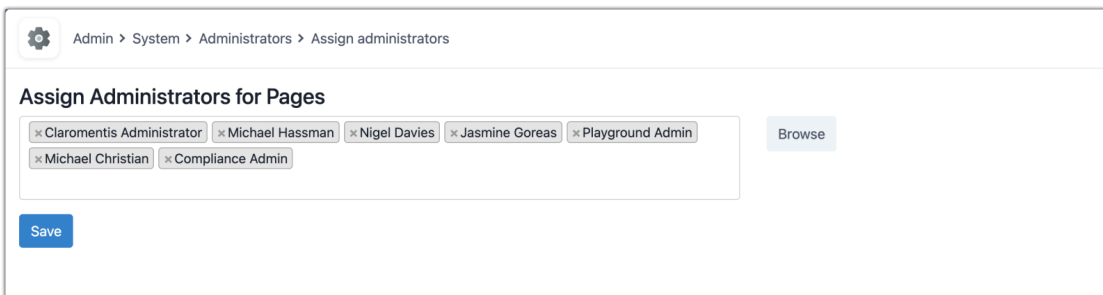 Admin > System > Administrators > Assign administrators
Assign Administrators for Pages
× Claromentis Administrator × Michael Hassman × Nigel Davies × Jasmine Goreas × Playground Admin
Browse
× Michael Christian × Compliance Admin
Save